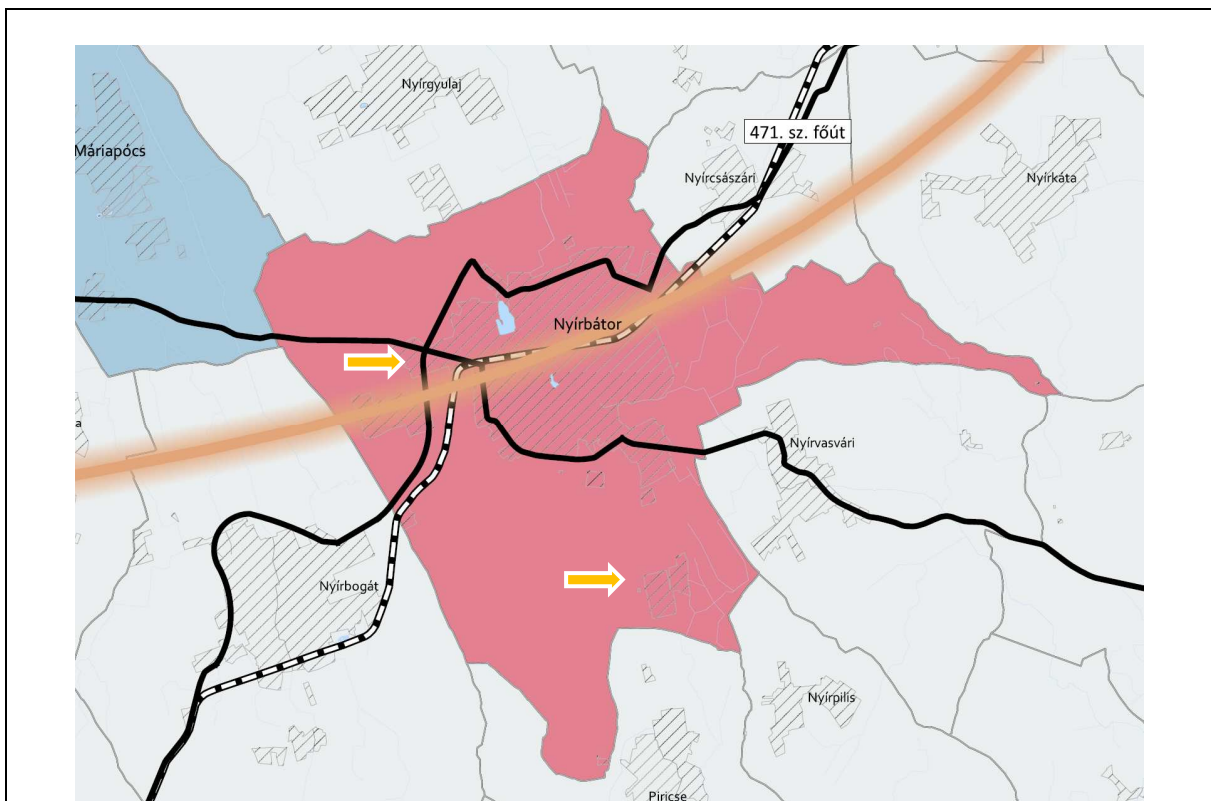 Nyírgyulaj
471. sz. főút
Máriapócs
Nyírcsászári
Nyírkáta
Nyírbátor
a
Nyírvasvári
Nyírbogát
Nyírpilis
Piricse